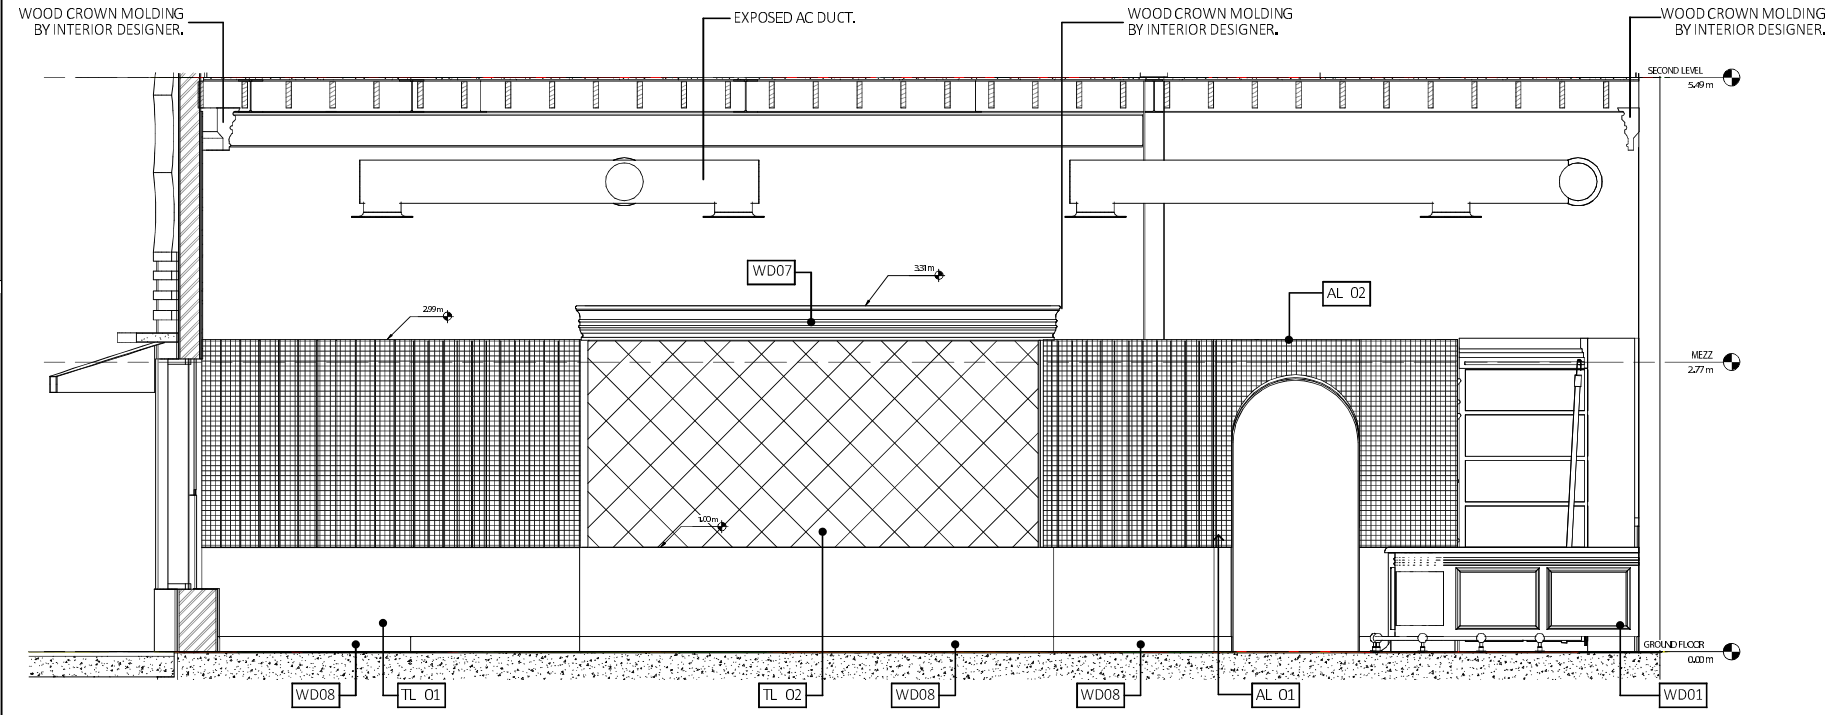 WOOD CROWN MOLDING
BY INTERIOR DESIGNER.
EXPOSED AC DUCT.
WOOD CROWN MOLDING
BY INTERIOR DESIGNER.
WOOD CROWN MOLDING
BY INTERIOR DESIGNER.
SECOND LEVEL
5.49 m
WD07
3.31m
AL 02
2.99m
MEZZ
2.77 m
1.00m
GROUND FLOOR
0.00 m
WD08
TL 01
TL 02
WD08
WD08
AL 01
WD01